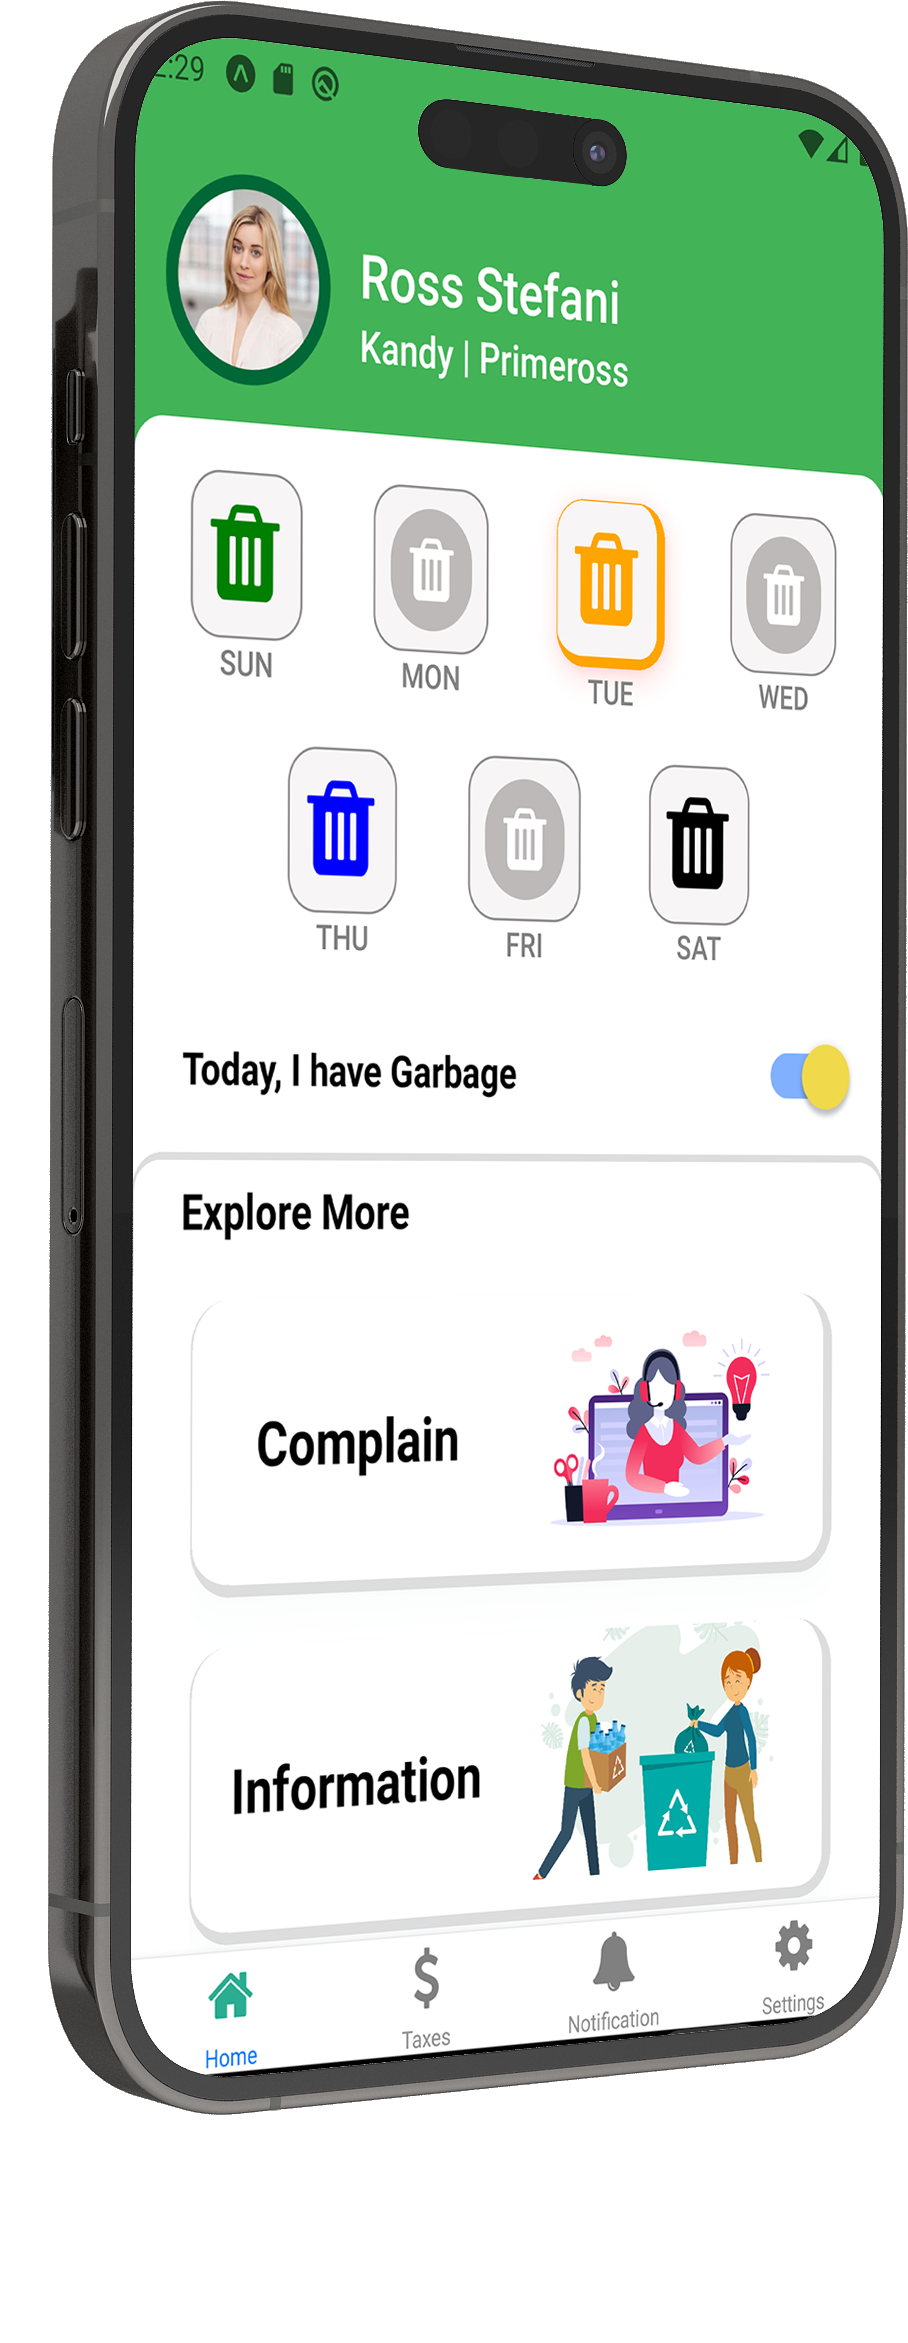 :29
Ross Stefani
Kandy | Primeross
SUN MON TUE WED
THU FRI SAT
Today, I have Garbage
Explore More
Complain
Information
Home Taxes Notification Settings